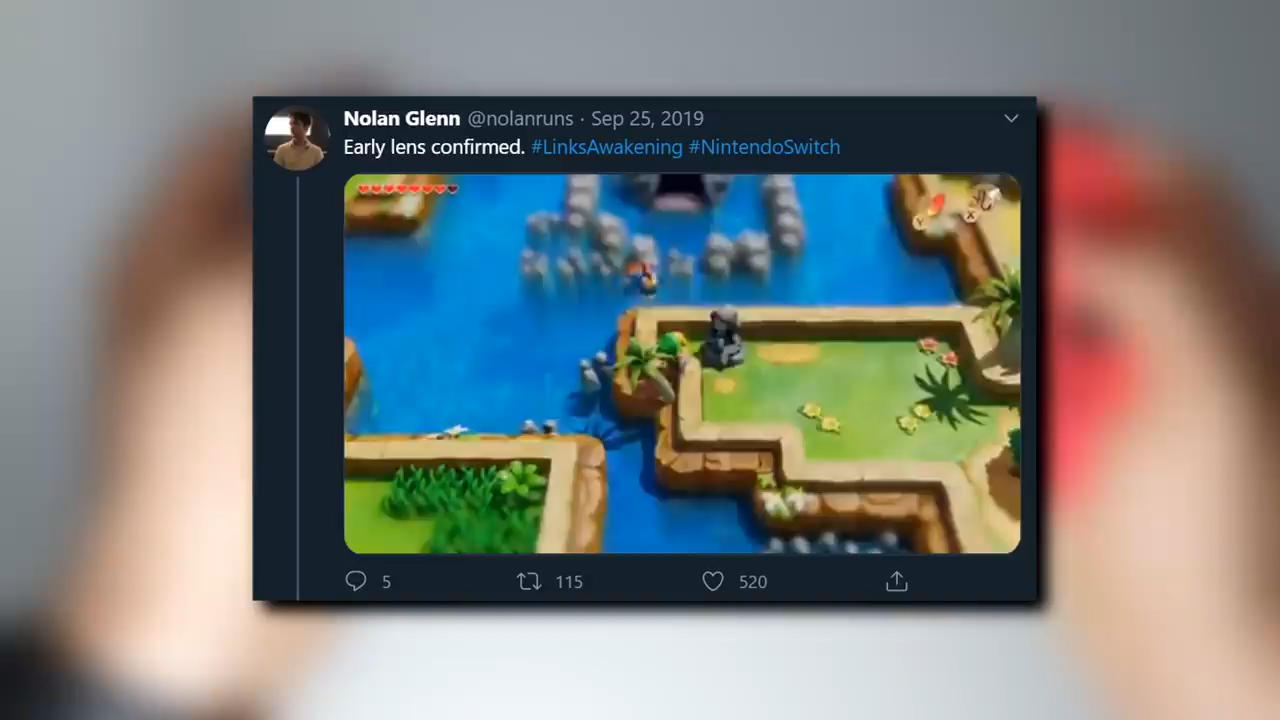 Nolan Glenn @nolanruns · Sep 25, 2019
Early lens confirmed. #LinksAwakening #NintendoSwitch
Y
X
5
115
520